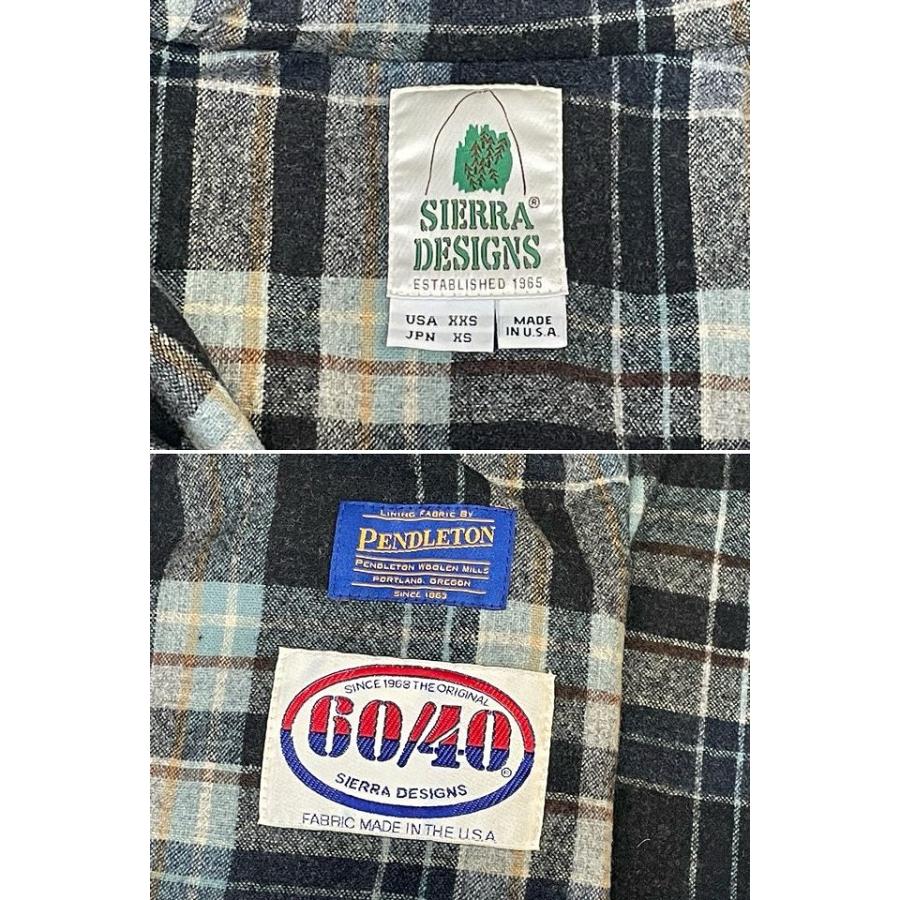 SIERRA®
DESIGNS
ESTABLISHED 1965
USA XXS
JPN XS
MADE
IN U.S.A.
LINING FABRIC BY
PENDLETON
PENDLETON WOOLEN MILLS
PORTLAND, OREGON
SINCE 1863
SINCE 1968 THE ORIGINAL
60/40®
SIERRA DESIGNS
FABRIC MADE IN THE U.S.A